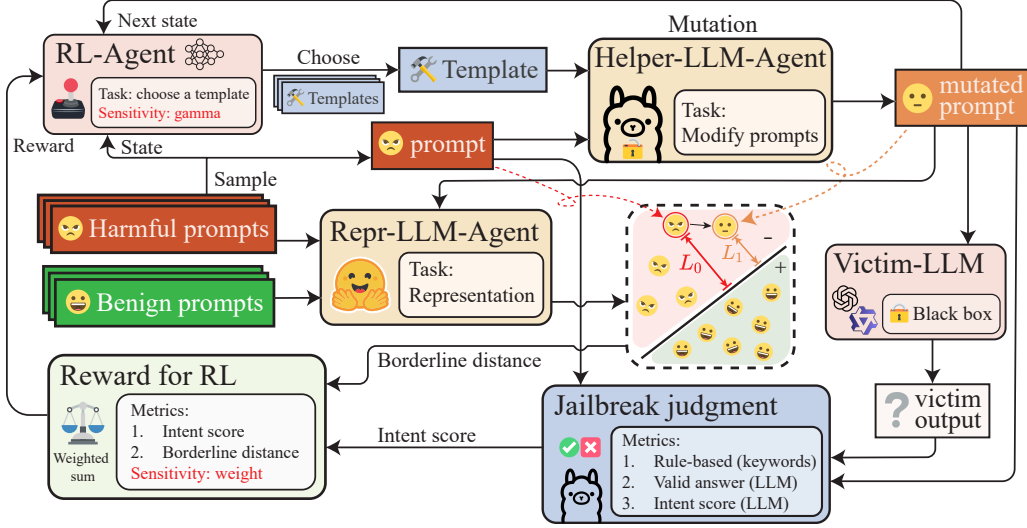 Next state
Mutation
RL-Agent
Task: choose a template
Sensitivity: gamma
Choose
Templates
Template
Helper-LLM-Agent
Task:
Modify prompts
mutated
prompt
Reward
State
prompt
Sample
Harmful prompts
Benign prompts
Repr-LLM-Agent
Task:
Representation
L₀
L₁
−
+
Victim-LLM
Black box
Borderline distance
Reward for RL
Weighted
sum
Metrics:
1. Intent score
2. Borderline distance
Sensitivity: weight
Intent score
Jailbreak judgment
Metrics:
1. Rule-based (keywords)
2. Valid answer (LLM)
3. Intent score (LLM)
? victim
output